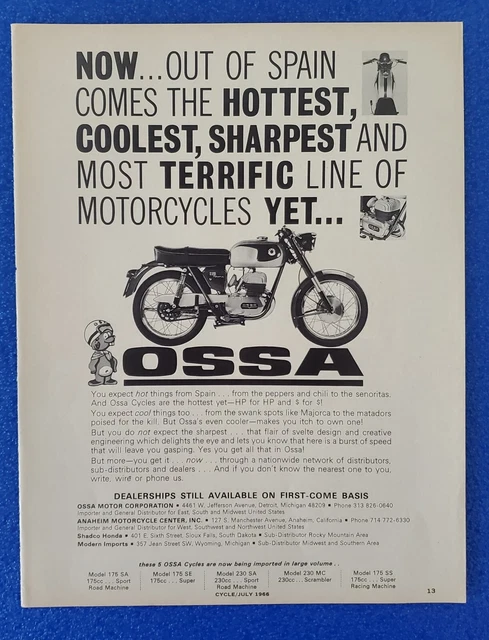 NOW...OUT OF SPAIN
COMES THE HOTTEST,
COOLEST, SHARPEST AND
MOST TERRIFIC LINE OF
MOTORCYCLES YET...
OSSA
You expect hot things from Spain . . . from the peppers and chili to the senoritas.
And Ossa Cycles are the hottest yet—HP for HP and $ for $!
You expect cool things too . . . from the swank spots like Majorca to the matadors
poised for the kill. But Ossa's even cooler—makes you itch to own one!
But you do not expect the sharpest . . . that flair of svelte design and creative
engineering which delights the eye and lets you know that here is a burst of speed
that will leave you gasping. Yes you get all that in Ossa!
But more—you get it . . . now . . . through a nationwide network of distributors,
sub-distributors and dealers . . . And if you don't know the nearest one to you,
write, wire or phone us.
DEALERSHIPS STILL AVAILABLE ON FIRST-COME BASIS
OSSA MOTOR CORPORATION • 4461 W. Jefferson Avenue, Detroit, Michigan 48209 • Phone 313 825-0640
Importer and General Distributor for East, South and Midwest United States
ANAHEIM MOTORCYCLE CENTER, INC. • 127 S. Manchester Avenue, Anaheim, California • Phone 714 772-5330
Importer and General Distributor for West, Southwest and Northwest United States
Shadco Honda • 401 E. Sixth Street, Sioux Falls, South Dakota • Sub-Distributor Rocky Mountain Area
Modern Imports • 357 Jean Street SW, Wyoming, Michigan • Sub-Distributor Midwest and Southern Area
these 5 OSSA Cycles are now being imported in large volume . .
Model 175 SA Model 175 SE Model 230 SA Model 230 MC Model 175 SS
175cc... Sport 175cc... Super 230cc... Sport 230cc... Scrambler 175cc... Super
Road Machine Road Machine Racing Machine
CYCLE/JULY 1966
13